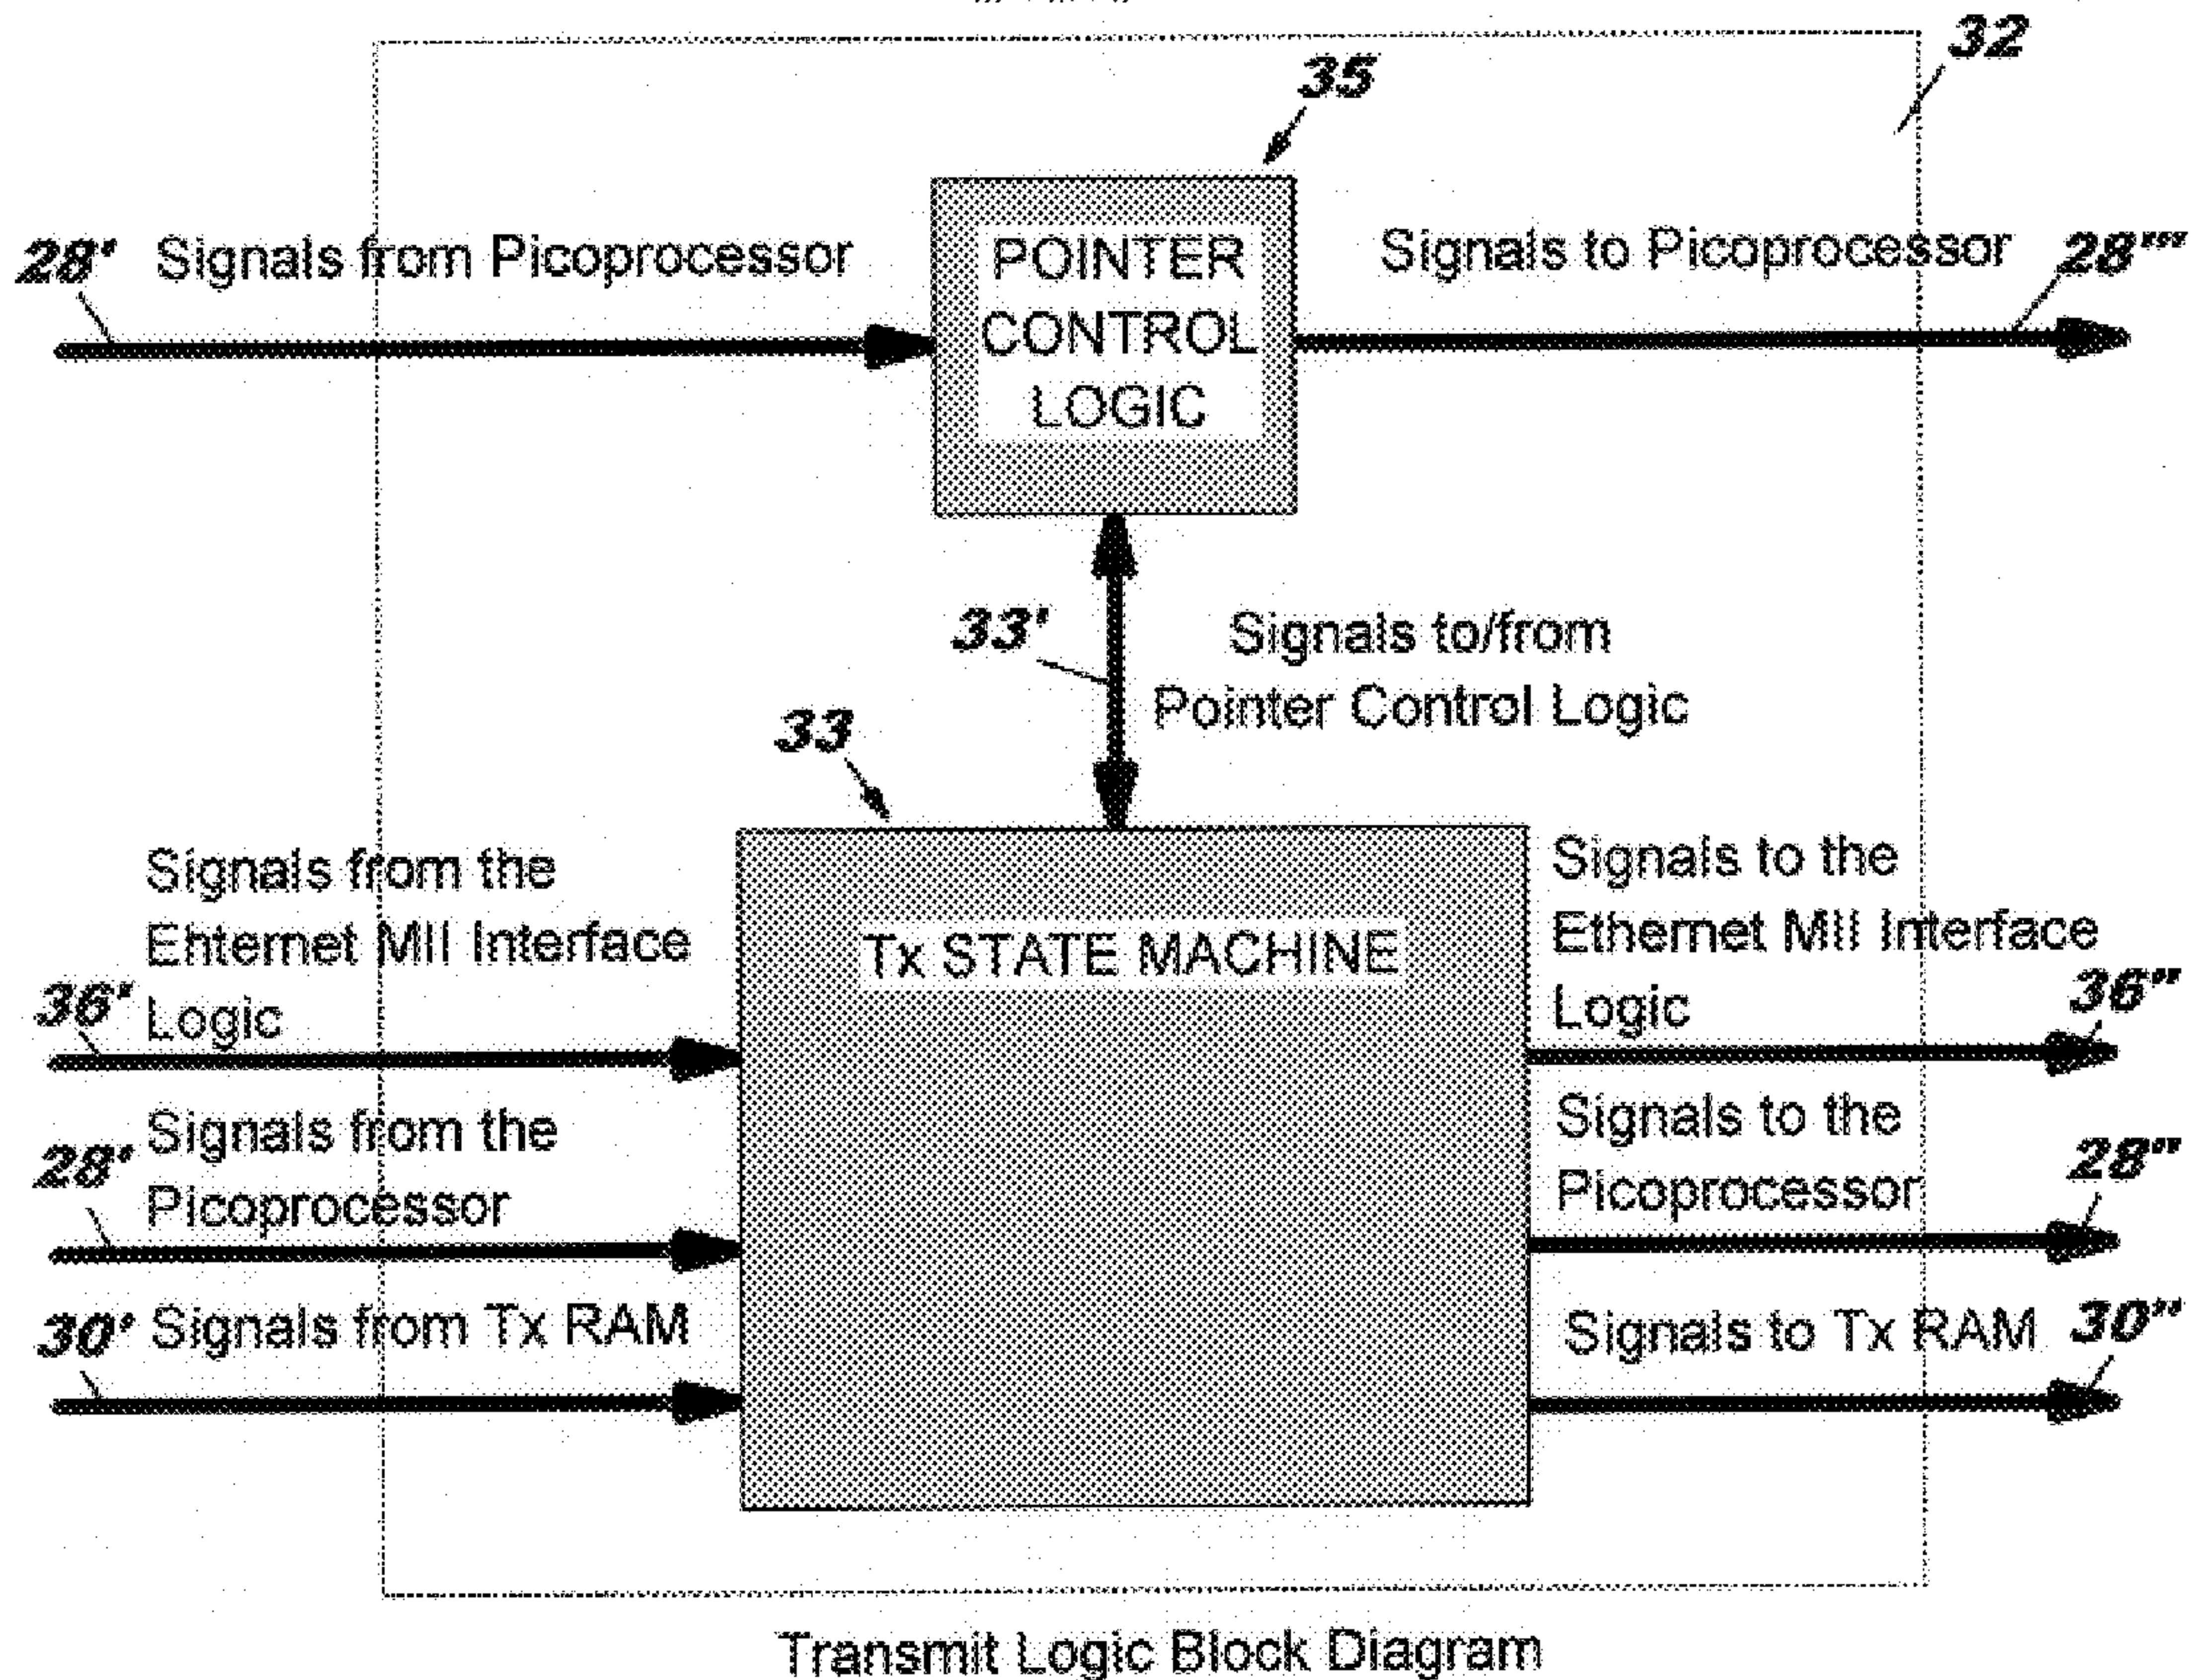 32
35
28' Signals from Picoprocessor
POINTER
CONTROL
LOGIC
Signals to Picoprocessor 28'''
33'
Signals to/from
Pointer Control Logic
33
Signals from the
Ehternet MII Interface
Logic
36'
Tx STATE MACHINE
Signals to the
Ethernet MII Interface
Logic
36''
Signals from the
Picoprocessor
28'
Signals to the
Picoprocessor
28''
30' Signals from Tx RAM
Signals to Tx RAM 30''
Transmit Logic Block Diagram